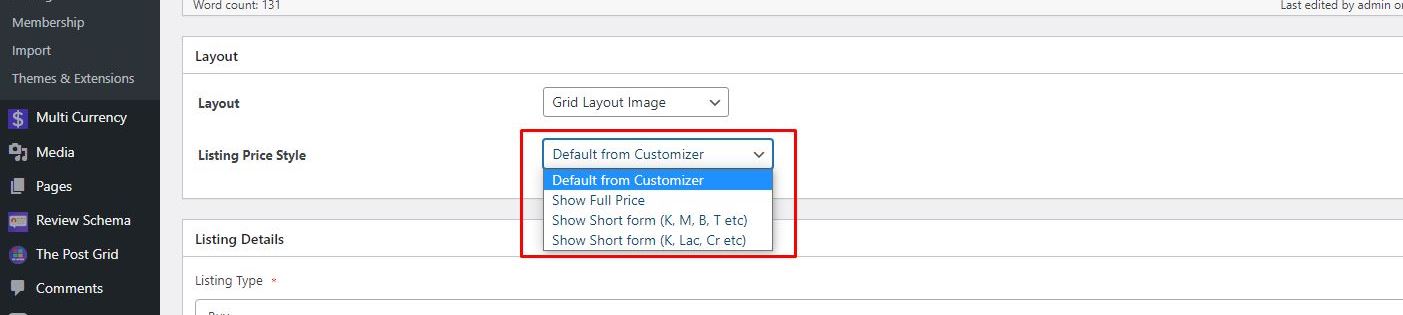 Word count: 131
Last edited by admin o
Membership
Import
Themes & Extensions
Multi Currency
Media
Pages
Review Schema
The Post Grid
Comments
Layout
Layout
Grid Layout Image
Listing Price Style
Default from Customizer
Default from Customizer
Show Full Price
Show Short form (K, M, B, T etc)
Show Short form (K, Lac, Cr etc)
Listing Details
Listing Type *